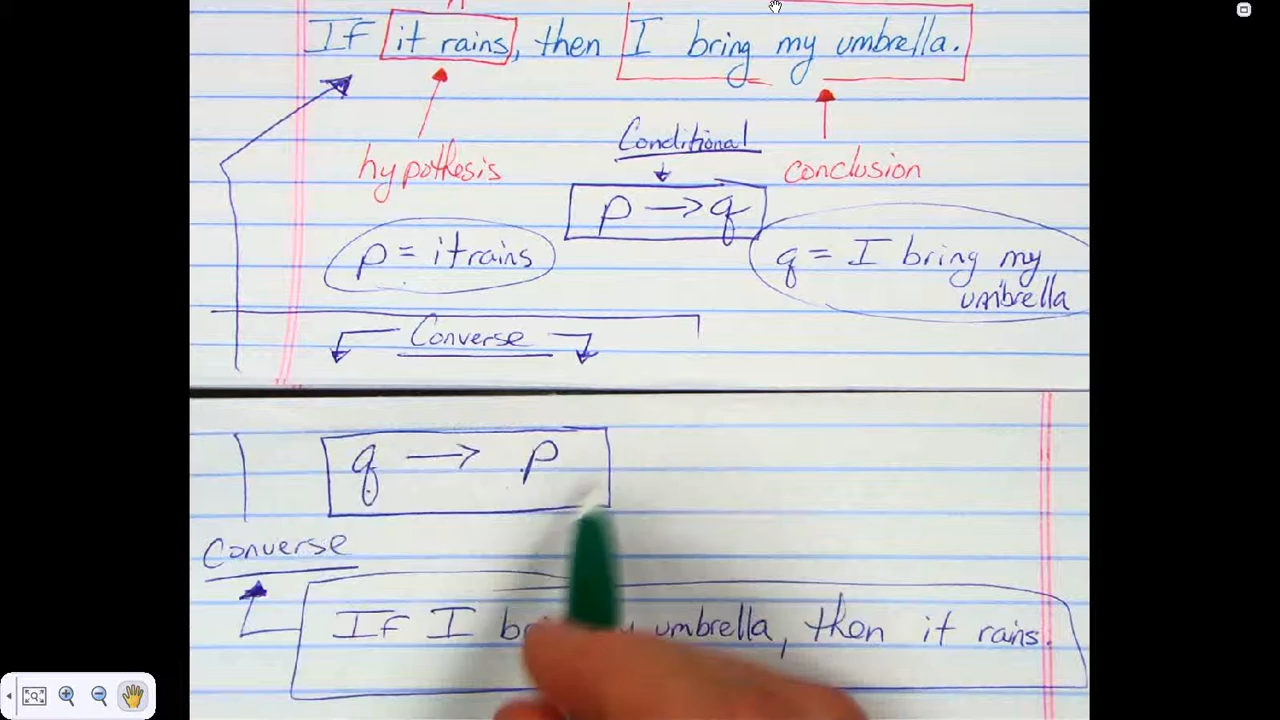 If it rains, then I bring my umbrella.
Conditional
hypothesis
conclusion
p → q
p = it rains
q = I bring my
umbrella
Converse
q → p
Converse
If I umbrella, then it rains.